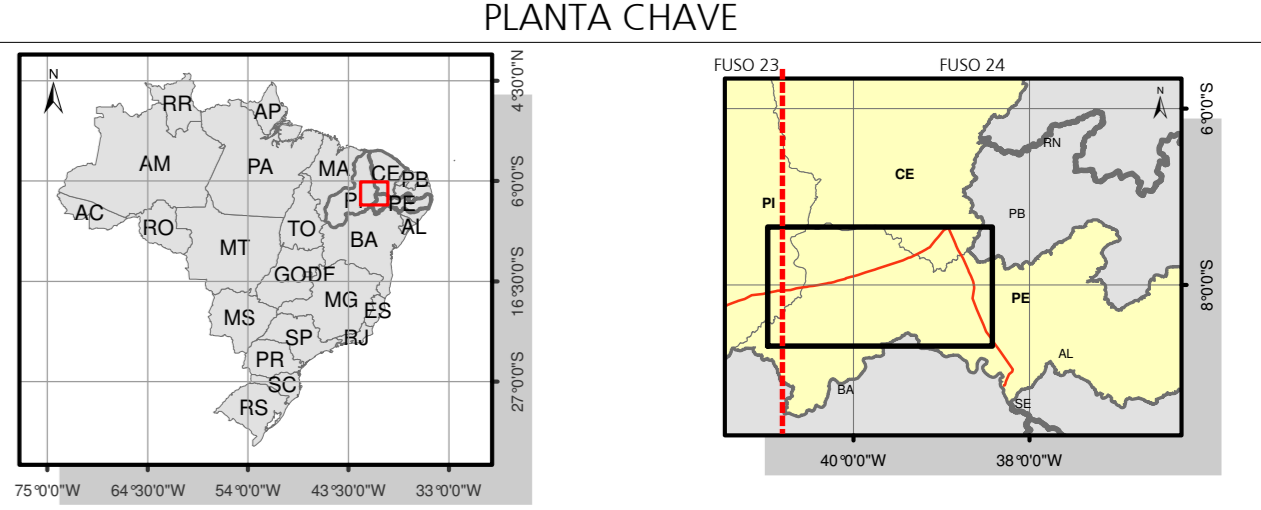 PLANTA CHAVE
N
RR
AP
AM
PA
MA
CE
PB
PI
PE
AC
RO
TO
AL
MT
BA
GO
DF
MG
MS
ES
SP
RJ
PR
SC
RS
4°30'0"N
6°0'0"S
16°30'0"S
27°0'0"S
75°0'0"W 64°30'0"W 54°0'0"W 43°30'0"W 33°0'0"W
FUSO 23 FUSO 24
N
RN
CE
PI
PB
PE
AL
BA
SE
6°0'0"S
8°0'0"S
40°0'0"W 38°0'0"W